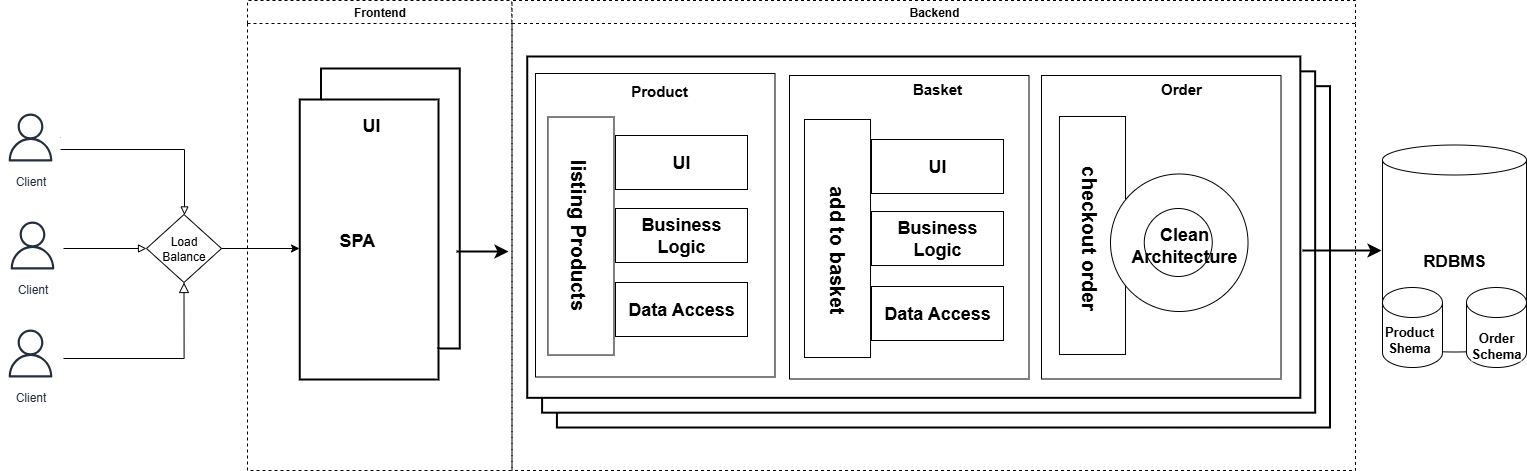 Frontend
Backend
Client
Client
Client
Load
Balance
UI
SPA
Product
listing Products
UI
Business
Logic
Data Access
Basket
add to basket
UI
Business
Logic
Data Access
Order
checkout order
Clean
Architecture
RDBMS
Product
Shema
Order
Schema